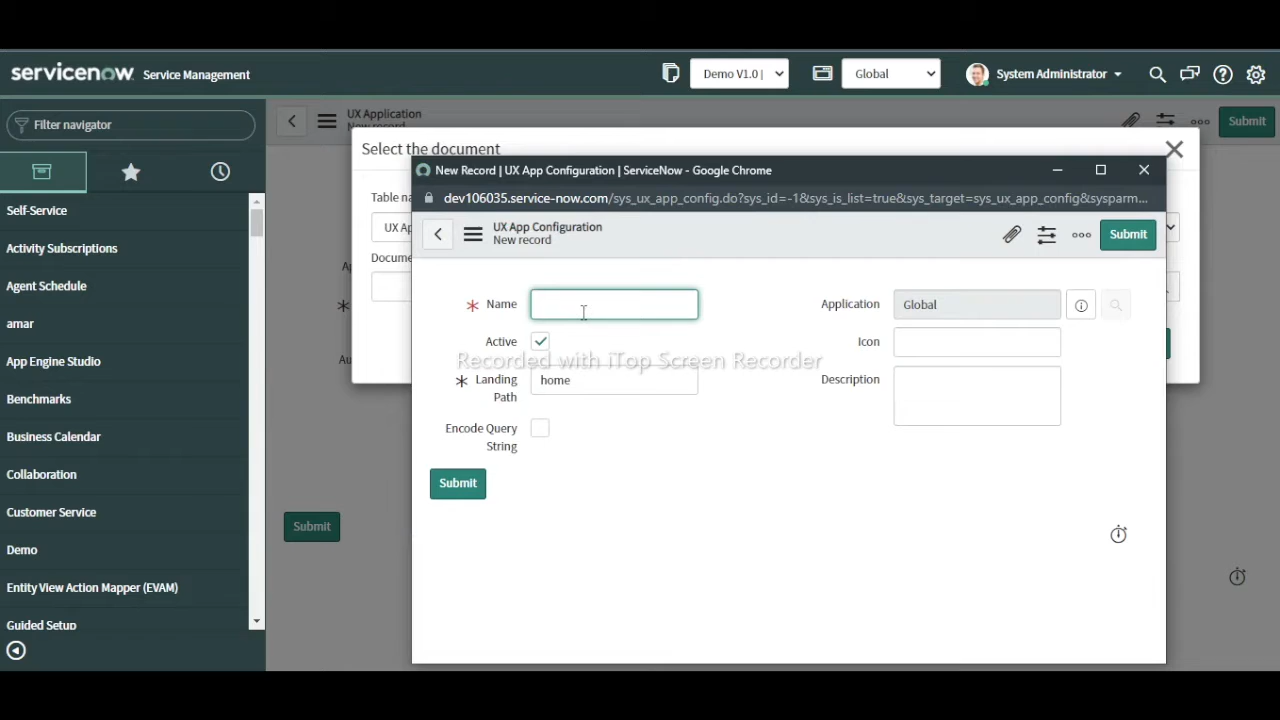 servicenow Service Management
Demo V1.0 |
Global
System Administrator
Filter navigator
Self-Service
Activity Subscriptions
Agent Schedule
amar
App Engine Studio
Benchmarks
Business Calendar
Collaboration
Customer Service
Demo
Entity View Action Mapper (EVAM)
Guided Setup
UX Application
New record
Submit
Select the document
Table na
UX Ap
Docume
Submit
New Record | UX App Configuration | ServiceNow - Google Chrome
dev106035.service-now.com/sys_ux_app_config.do?sys_id=-1&sys_is_list=true&sys_target=sys_ux_app_config&sysparm...
UX App Configuration
New record
Submit
Name
Application
Global
Active
Icon
Recorded with iTop Screen Recorder
Landing
Path
home
Description
Encode Query
String
Submit